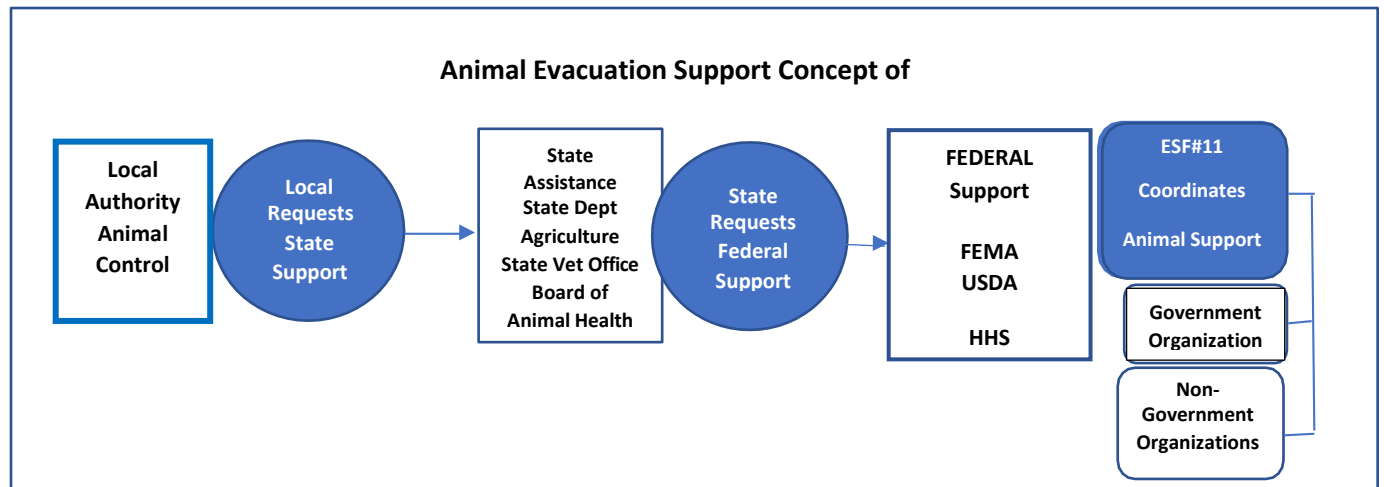 Animal Evacuation Support Concept of
Local
Authority
Animal
Control
Local
Requests
State
Support
State
Assistance
State Dept
Agriculture
State Vet Office
Board of
Animal Health
State
Requests
Federal
Support
FEDERAL
Support
FEMA
USDA
HHS
ESF#11
Coordinates
Animal Support
Government
Organization
Non-
Government
Organizations